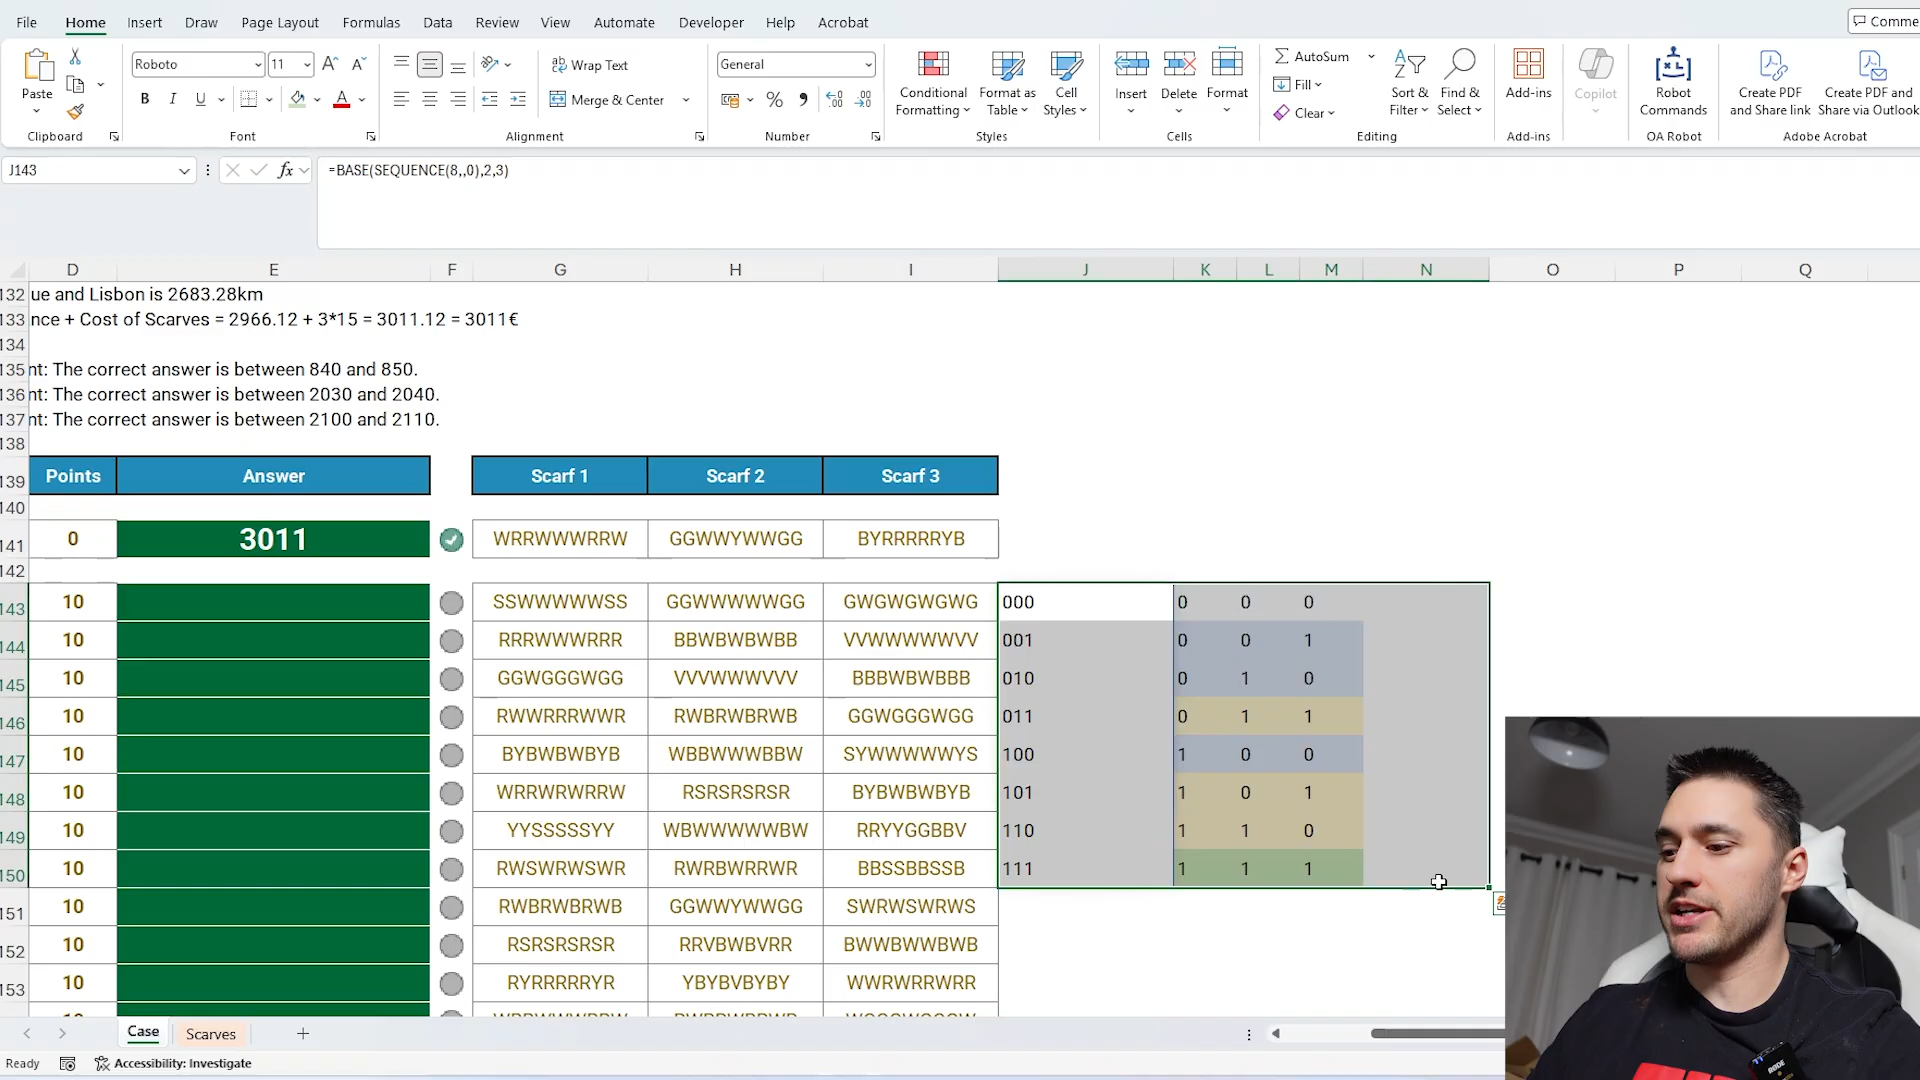 File Home Insert Draw Page Layout Formulas Data Review View Automate Developer Help Acrobat
Paste
Clipboard
Roboto 11
B I U
Font
Wrap Text
Merge & Center
Alignment
General
Number
Conditional
Formatting
Format as
Table
Cell
Styles
Styles
Insert Delete Format
Cells
AutoSum
Fill
Clear
Sort &
Filter
Find &
Select
Editing
Add-ins
Add-ins
Copilot
Robot
Commands
OA Robot
Create PDF
and Share link
Create PDF and
Share via Outlook
Adobe Acrobat
J143 fx =BASE(SEQUENCE(8,,0),2,3)
D E F G H I J K L M N O P Q
132 ue and Lisbon is 2683.28km
133 nce + Cost of Scarves = 2966.12 + 3*15 = 3011.12 = 3011€
134
135 nt: The correct answer is between 840 and 850.
136 nt: The correct answer is between 2030 and 2040.
137 nt: The correct answer is between 2100 and 2110.
138
139 Points Answer Scarf 1 Scarf 2 Scarf 3
140
141 0 3011 WRRWWWRRW GGWWYWWGG BYRRRRRYB
142
143 10 SSWWWWWSS GGWWWWWGG GWGWGWGWG 000 0 0 0
144 10 RRRWWWRRR BBWBWBWBB VVWWWWWVV 001 0 0 1
145 10 GGWGGGWGG VVVWWWVVV BBBWBWBBB 010 0 1 0
146 10 RWWRRRWWR RWBRWBRWB GGWGGGWGG 011 0 1 1
147 10 BYBWBWBYB WBBWWWBBW SYWWWWWYS 100 1 0 0
148 10 WRRWRWRRW RSRSRSRSR BYBWBWBYB 101 1 0 1
149 10 YYSSSSSYY WBWWWWWBW RRYYGGBBV 110 1 1 0
150 10 RWSWRWSWR RWRBWRRWR BBSSBBSSB 111 1 1 1
151 10 RWBRWBRWB GGWWYWWGG SWRWSWRWS
152 10 RSRSRSRSR RRVBWBVRR BWWBWWBWB
153 10 RYRRRRRYR YBYBVBYBY WWRWRRWRR
Case Scarves
Ready Accessibility: Investigate
RØDE